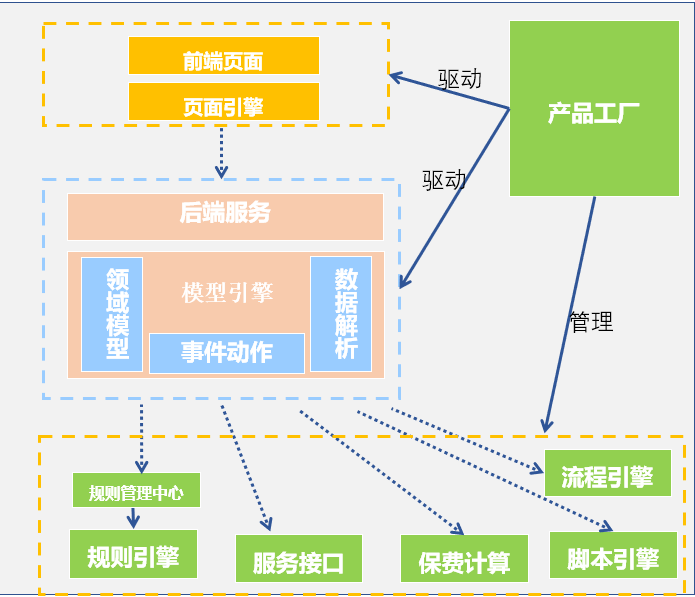 前端页面
页面引擎
驱动
产品工厂
驱动
后端服务
领域模型
模型引擎
数据解析
事件动作
管理
规则管理中心
流程引擎
规则引擎
服务接口
保费计算
脚本引擎